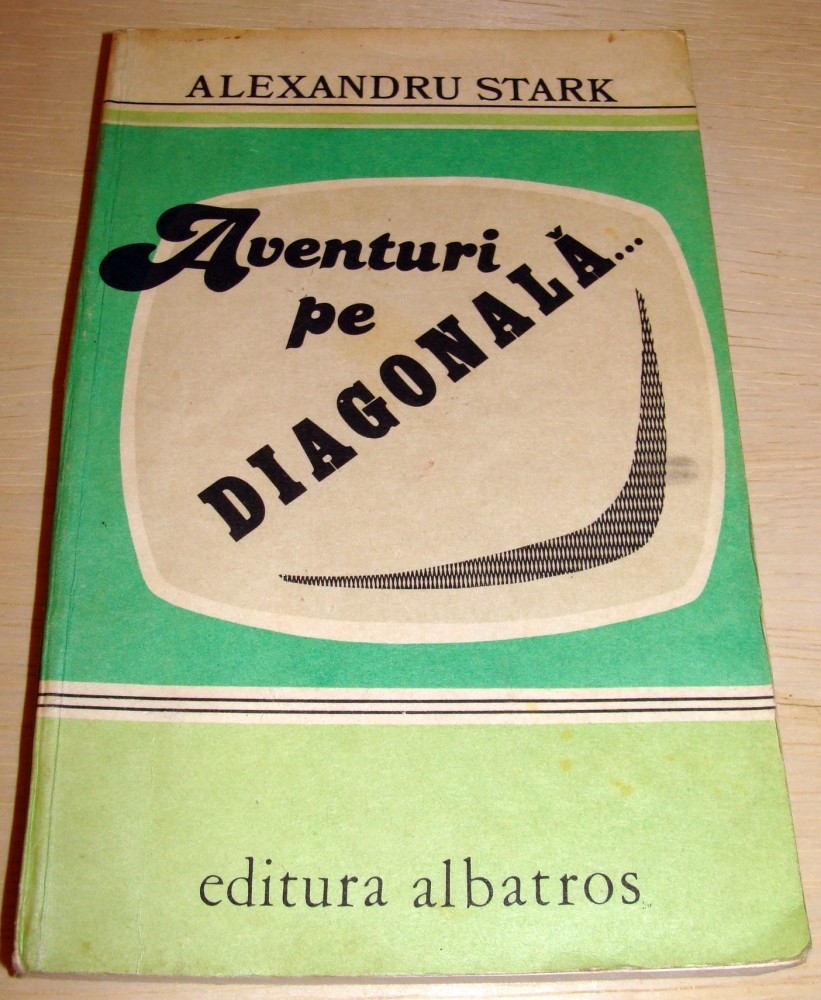 ALEXANDRU STARK
Aventuri
pe
DIAGONALĂ...
editura albatros